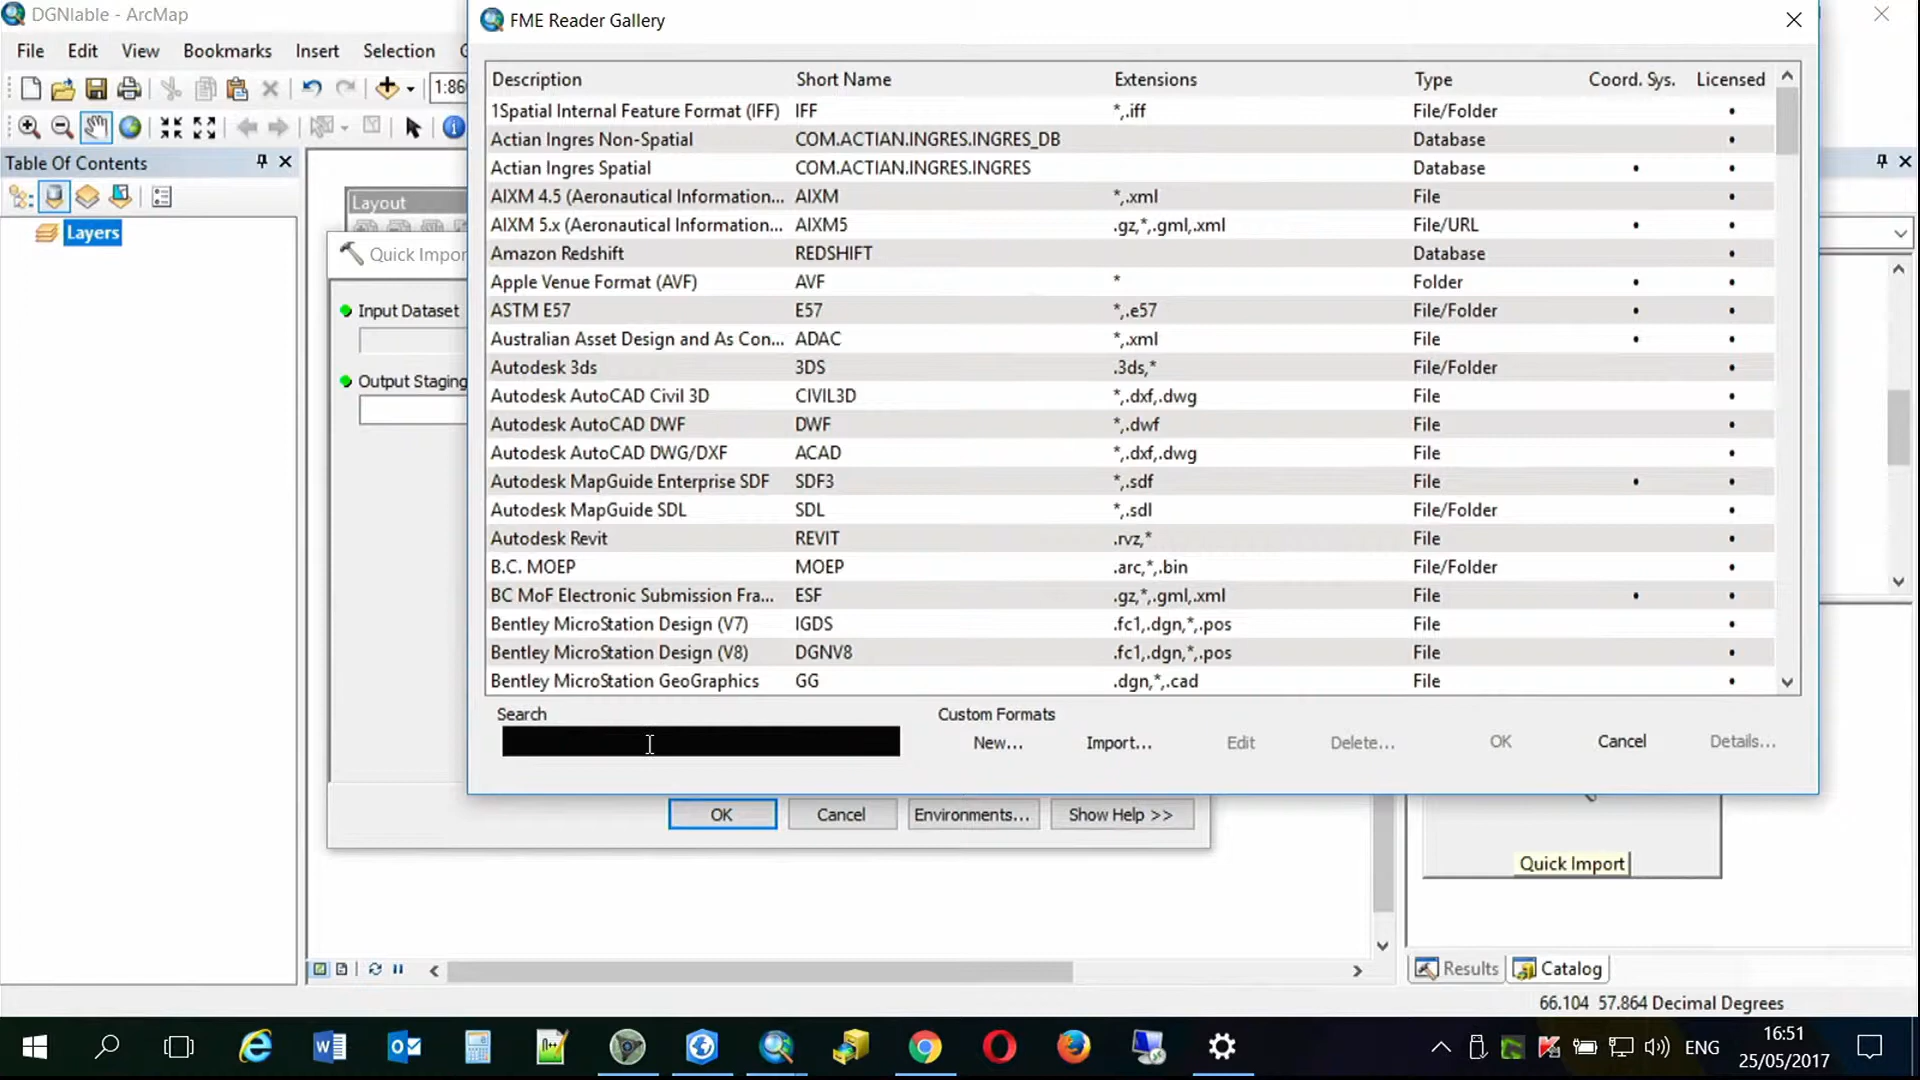 DGNlable - ArcMap
File Edit View Bookmarks Insert Selection
1:86
Table Of Contents
Layers
Layout
Quick Impor
Input Dataset
Output Staging
FME Reader Gallery
Description Short Name Extensions Type Coord. Sys. Licensed
1Spatial Internal Feature Format (IFF) IFF *,.iff File/Folder •
Actian Ingres Non-Spatial COM.ACTIAN.INGRES.INGRES_DB Database •
Actian Ingres Spatial COM.ACTIAN.INGRES.INGRES Database • •
AIXM 4.5 (Aeronautical Information... AIXM *,.xml File •
AIXM 5.x (Aeronautical Information... AIXM5 .gz,*,.gml,.xml File/URL • •
Amazon Redshift REDSHIFT Database •
Apple Venue Format (AVF) AVF * Folder • •
ASTM E57 E57 *,.e57 File/Folder • •
Australian Asset Design and As Con... ADAC *,.xml File • •
Autodesk 3ds 3DS .3ds,* File/Folder •
Autodesk AutoCAD Civil 3D CIVIL3D *,.dxf,.dwg File •
Autodesk AutoCAD DWF DWF *,.dwf File •
Autodesk AutoCAD DWG/DXF ACAD *,.dxf,.dwg File •
Autodesk MapGuide Enterprise SDF SDF3 *,.sdf File • •
Autodesk MapGuide SDL SDL *,.sdl File/Folder •
Autodesk Revit REVIT .rvz,* File •
B.C. MOEP MOEP .arc,*,.bin File/Folder •
BC MoF Electronic Submission Fra... ESF .gz,*,.gml,.xml File • •
Bentley MicroStation Design (V7) IGDS .fc1,.dgn,*,.pos File •
Bentley MicroStation Design (V8) DGNV8 .fc1,.dgn,*,.pos File •
Bentley MicroStation GeoGraphics GG .dgn,*,.cad File •
Search Custom Formats
New... Import... Edit Delete... OK Cancel Details...
OK Cancel Environments... Show Help >>
Quick Import
Results Catalog
66.104 57.864 Decimal Degrees
ENG
16:51
25/05/2017